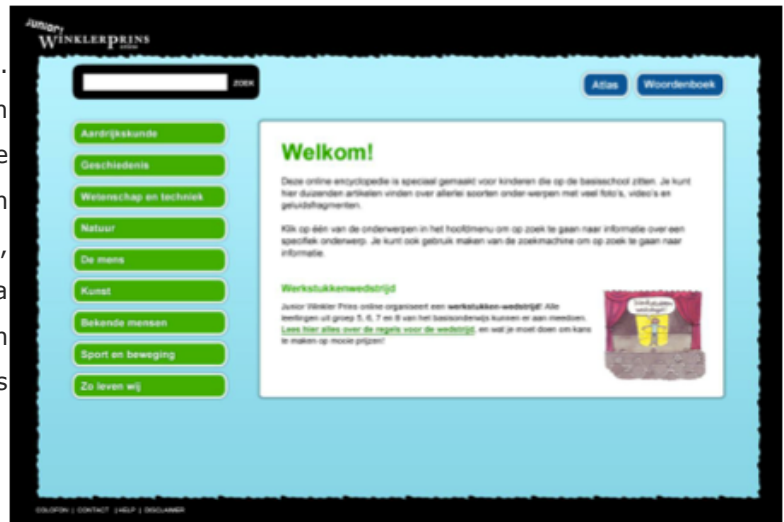 junior
WINKLER PRINS
online
ZOEK
Atlas
Woordenboek
Aardrijkskunde
Geschiedenis
Wetenschap en techniek
Natuur
De mens
Kunst
Bekende mensen
Sport en beweging
Zo leven wij
Welkom!
Deze online encyclopedie is speciaal gemaakt voor kinderen die op de basisschool zitten. Je kunt
hier duizenden artikelen vinden over allerlei soorten onder-werpen met veel foto's, video's en
geluidsfragmenten.
Klik op één van de onderwerpen in het hoofdmenu om op zoek te gaan naar informatie over een
specifiek onderwerp. Je kunt ook gebruik maken van de zoekmachine om op zoek te gaan naar
informatie.
Werkstukkenwedstrijd
Junior Winkler Prins online organiseert een werkstukken-wedstrijd! Alle
leerlingen uit groep 5, 6, 7 en 8 van het basisonderwijs kunnen er aan meedoen.
Lees hier alles over de regels voor de wedstrijd, en wat je moet doen om kans
te maken op mooie prijzen!
COLOFON | CONTACT | HELP | DISCLAIMER